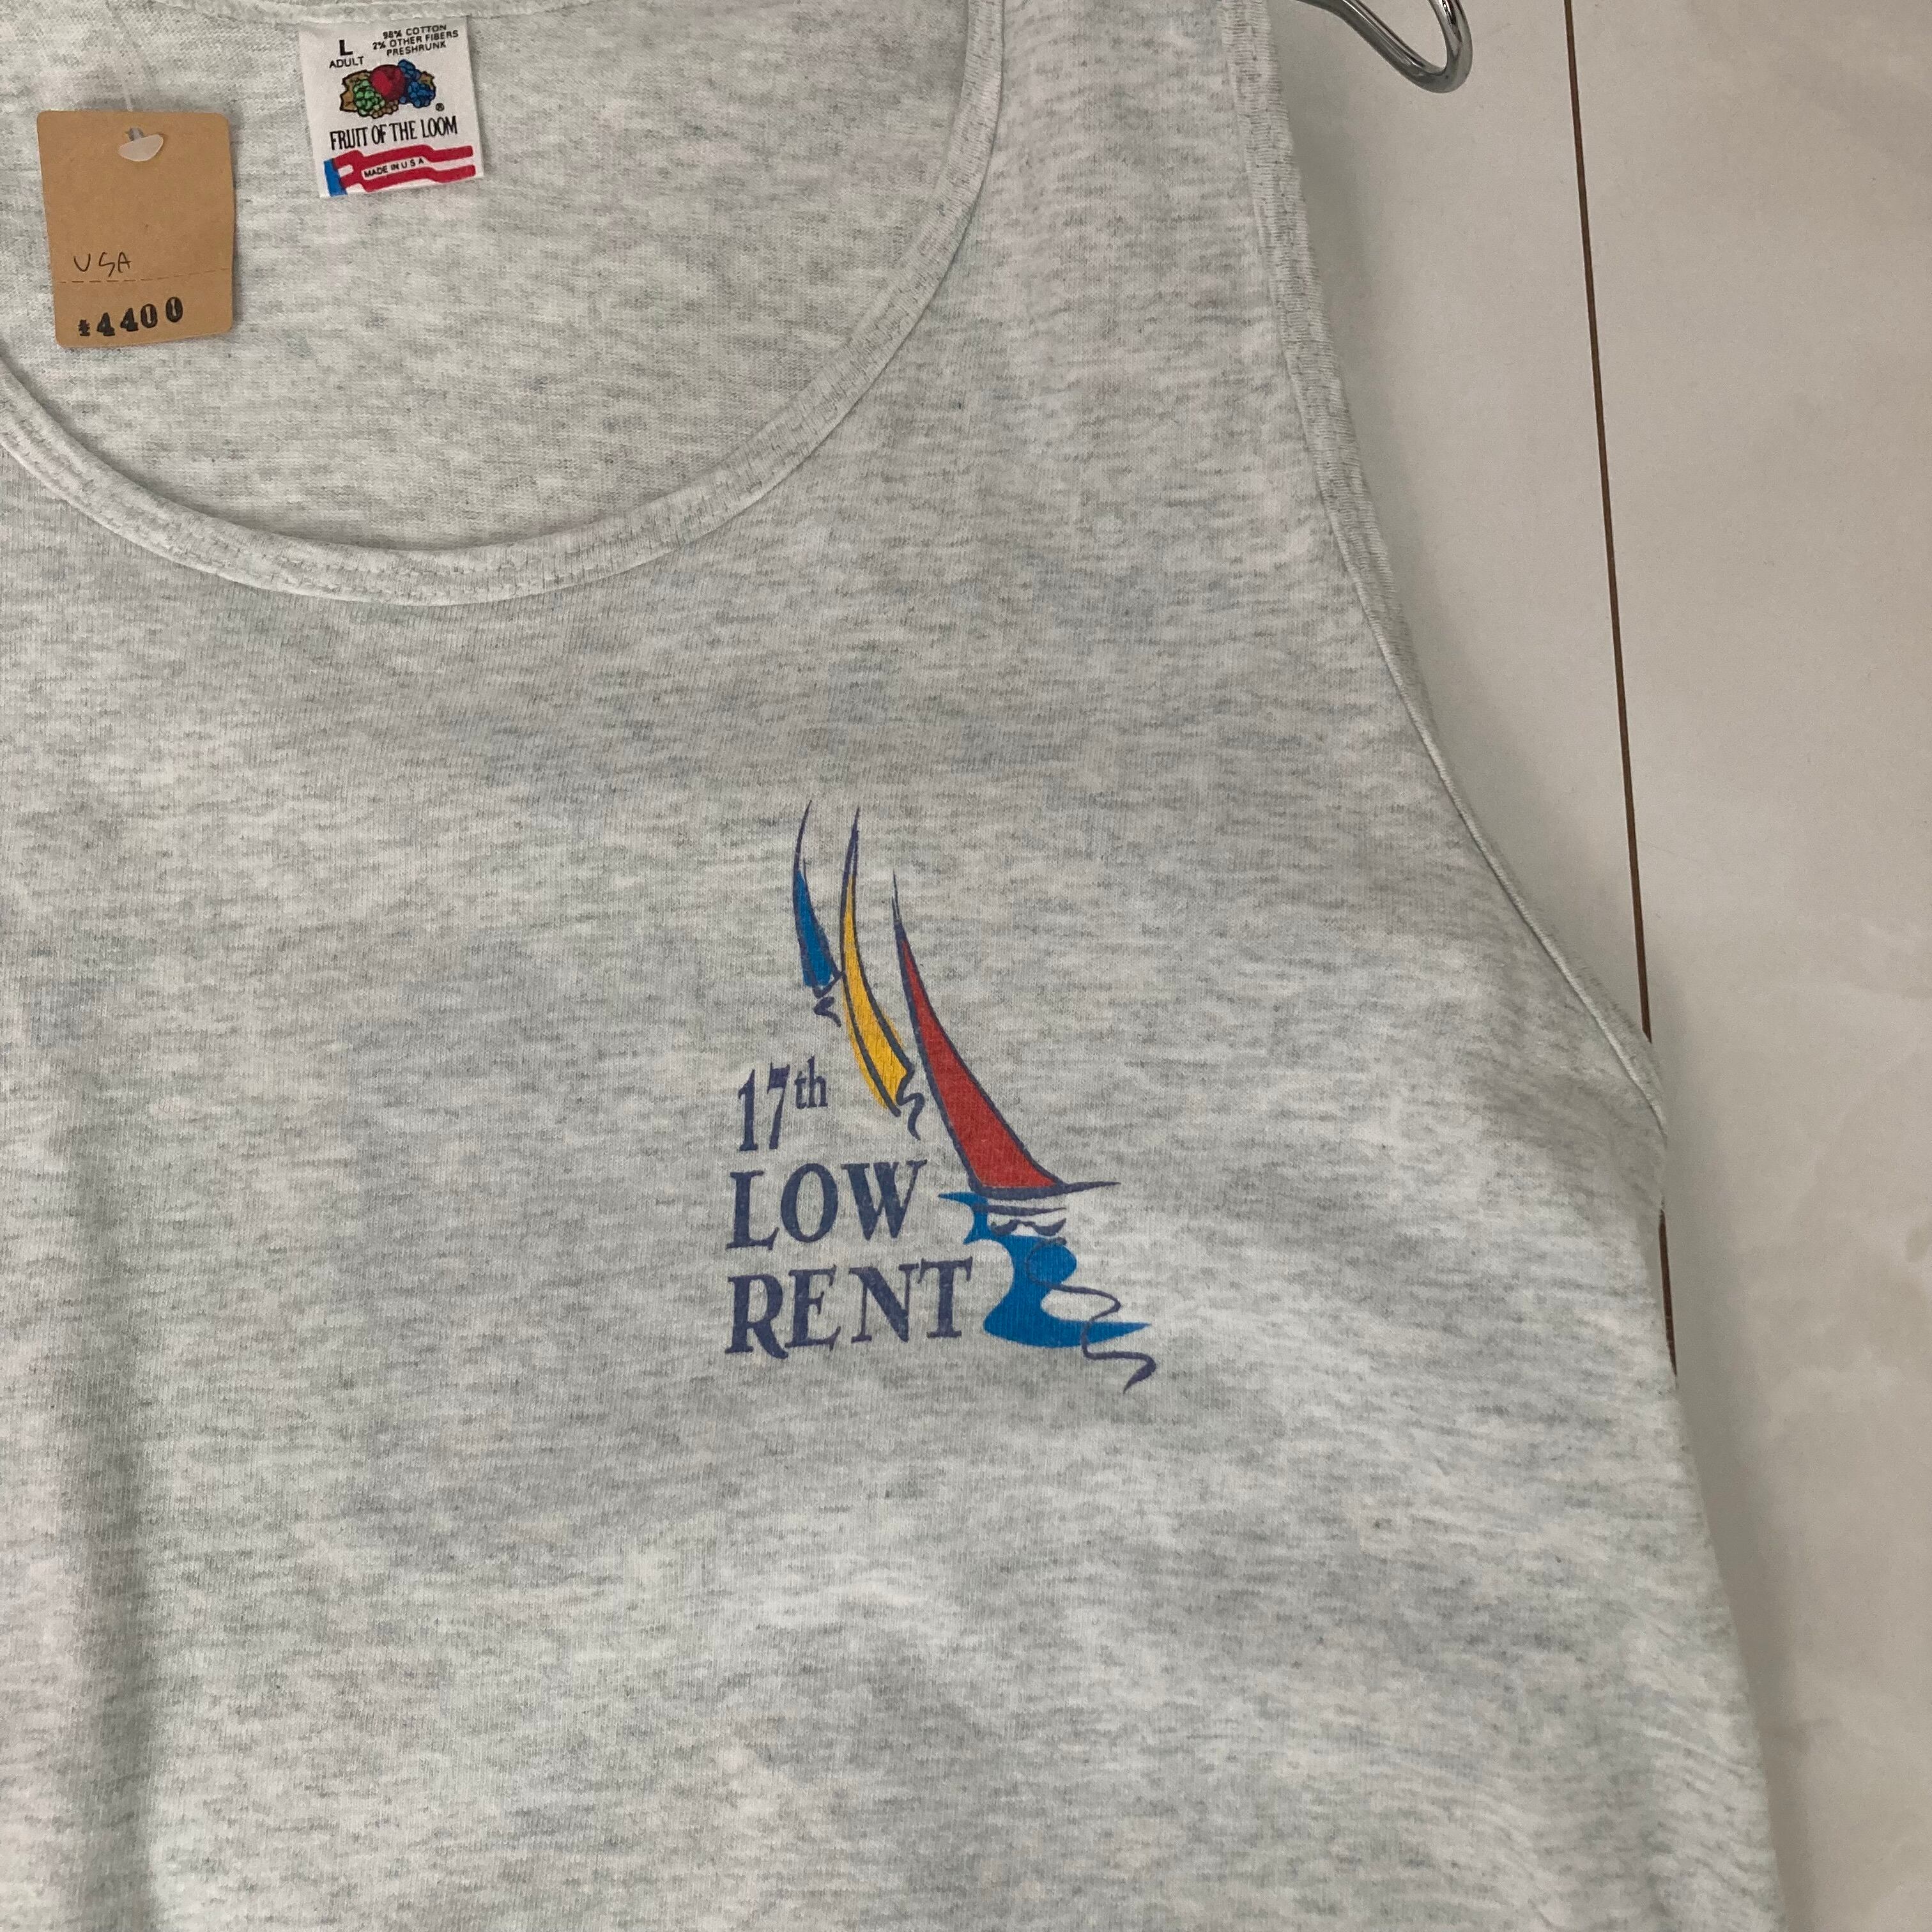 L
ADULT
98% COTTON
2% OTHER FIBERS
PRESHRUNK
®
FRUIT OF THE LOOM
MADE IN U S A
USA
¥4400
17th
LOW
RENT